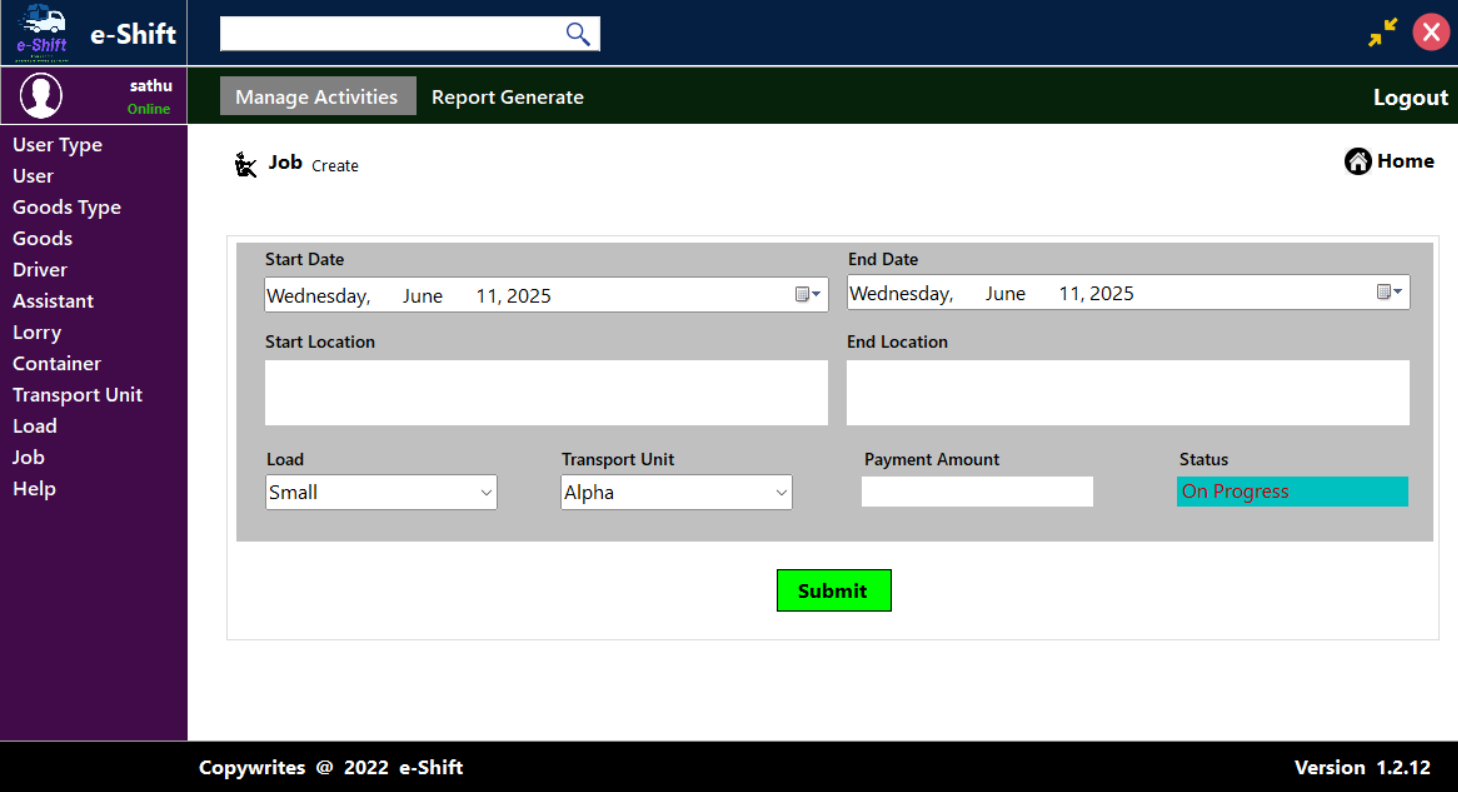 e-Shift
e-Shift
sathu
Online
Manage Activities
Report Generate
Logout
User Type
User
Goods Type
Goods
Driver
Assistant
Lorry
Container
Transport Unit
Load
Job
Help
Job Create
Home
Start Date
End Date
Wednesday, June 11, 2025
Wednesday, June 11, 2025
Start Location
End Location
Load
Transport Unit
Payment Amount
Status
Small
Alpha
On Progress
Submit
Copywrites @ 2022 e-Shift
Version 1.2.12